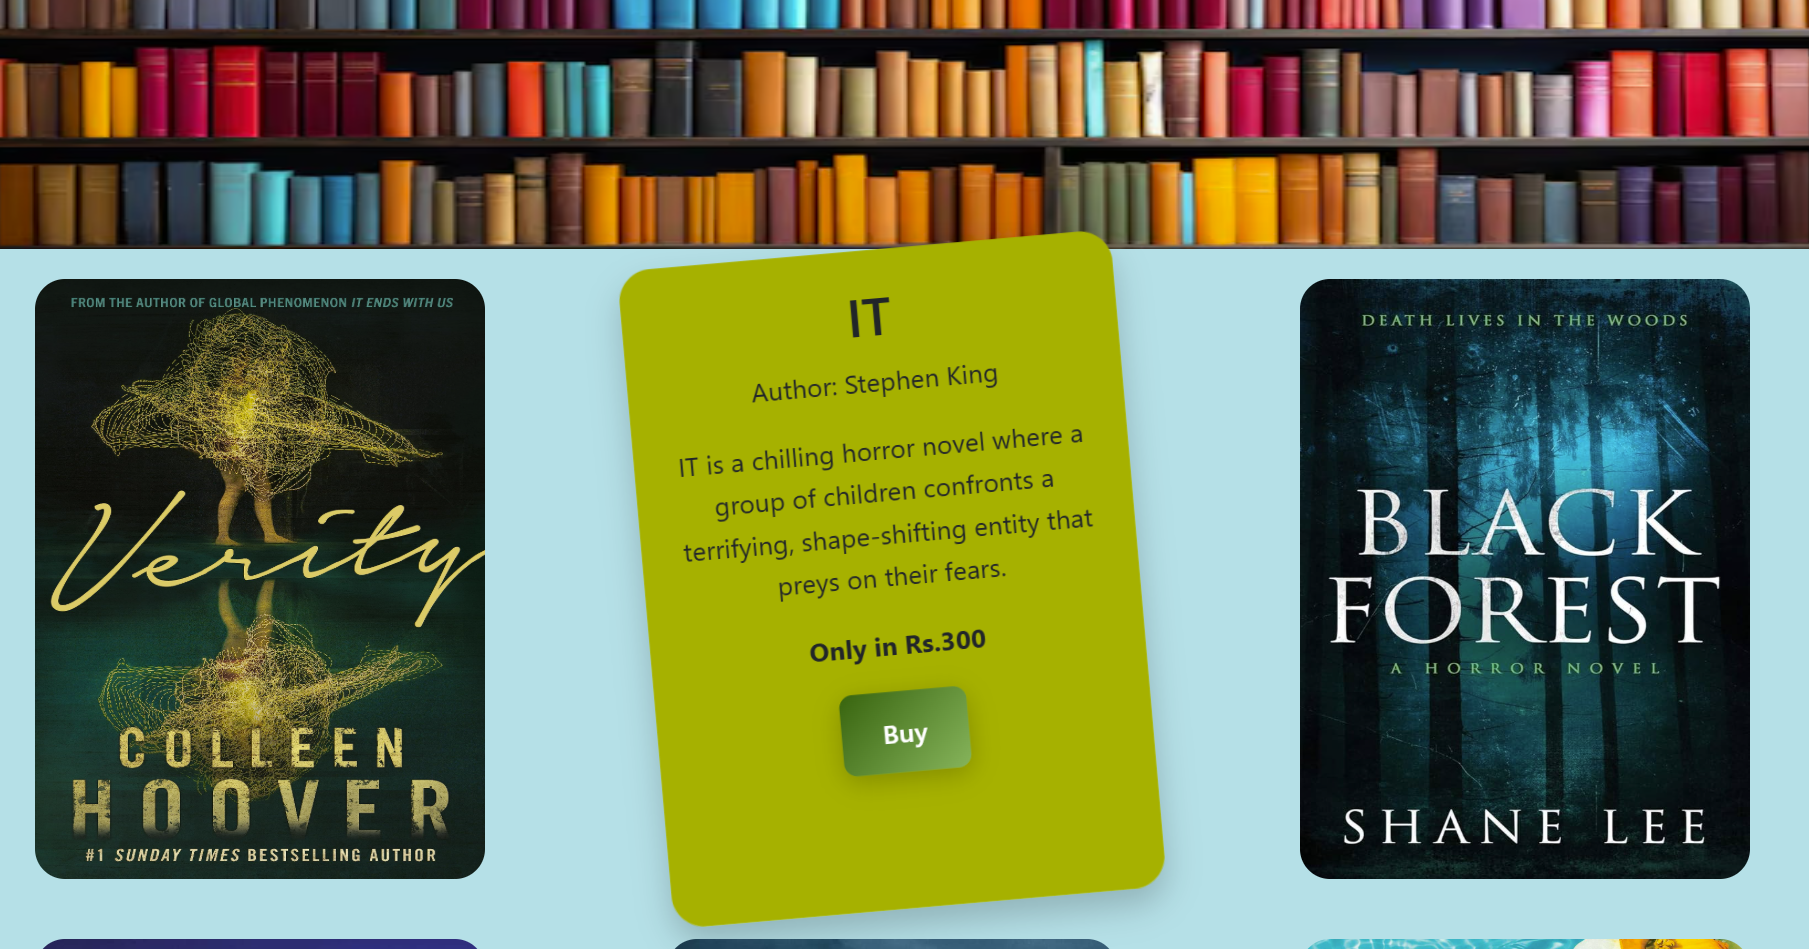 FROM THE AUTHOR OF GLOBAL PHENOMENON IT ENDS WITH US
Verity
COLLEEN
HOOVER
#1 SUNDAY TIMES BESTSELLING AUTHOR
IT
Author: Stephen King
IT is a chilling horror novel where a
group of children confronts a
terrifying, shape-shifting entity that
preys on their fears.
Only in Rs.300
Buy
DEATH LIVES IN THE WOODS
BLACK
FOREST
A HORROR NOVEL
SHANE LEE